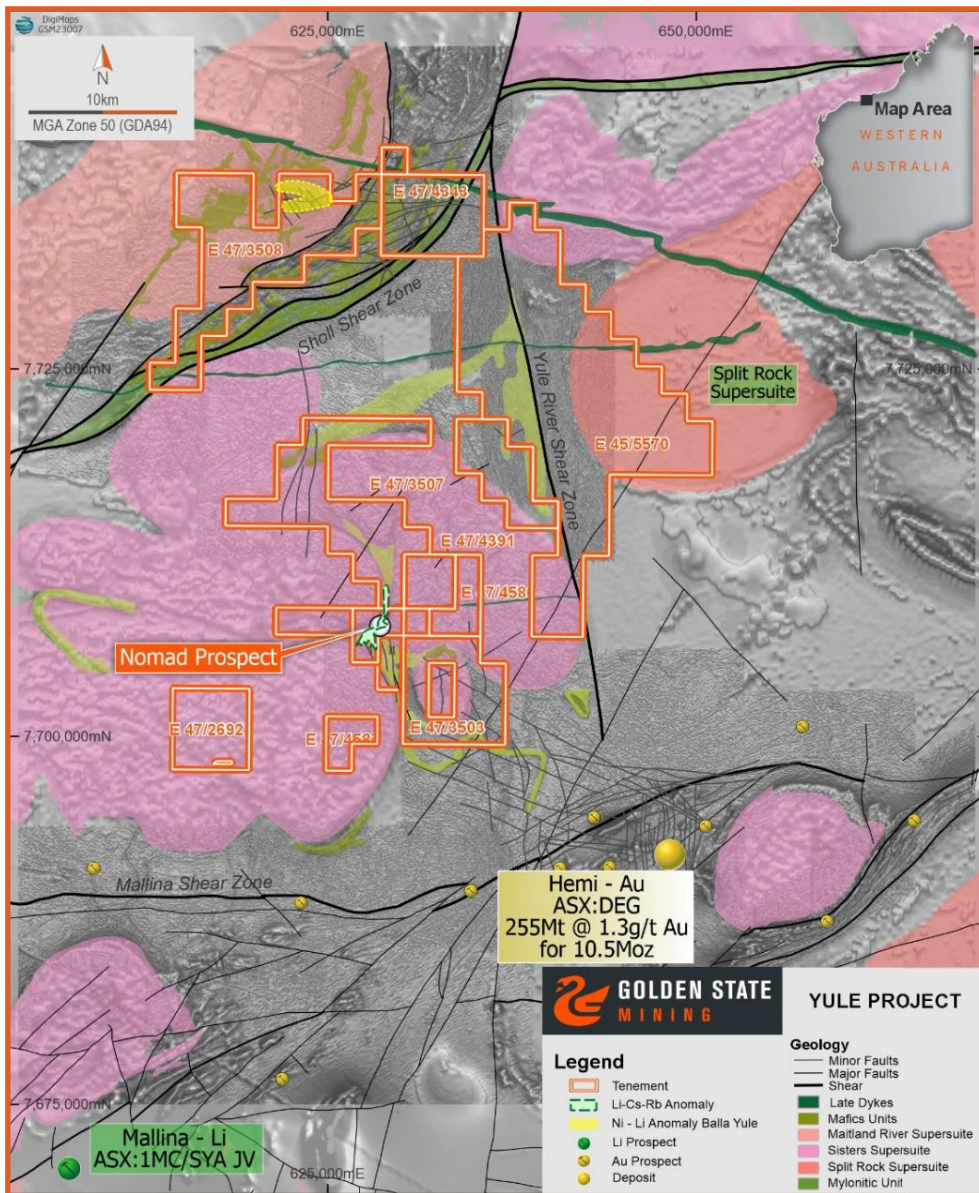 DigiMaps
GSM23007
625,000mE
650,000mE
N
10km
MGA Zone 50 (GDA94)
Map Area
WESTERN
AUSTRALIA
E 47/4343
E 47/3508
Sholl Shear Zone
7,725,000mN
7,725,000mN
Split Rock
Supersuite
Yule River Shear Zone
E 45/5570
E 47/3507
E 47/4391
Nomad Prospect
E 47/2692
E 47/3503
7,700,000mN
7,700,000mN
Mallina Shear Zone
Hemi - Au
ASX:DEG
255Mt @ 1.3g/t Au
for 10.5Moz
7,675,000mN
Mallina - Li
ASX:1MC/SYA JV
625,000mE
GOLDEN STATE
MINING
YULE PROJECT
Legend
Tenement
Li-Cs-Rb Anomaly
Ni - Li Anomaly Balla Yule
Li Prospect
Au Prospect
Deposit
Geology
Minor Faults
Major Faults
Shear
Late Dykes
Mafics Units
Maitland River Supersuite
Sisters Supersuite
Split Rock Supersuite
Mylonitic Unit